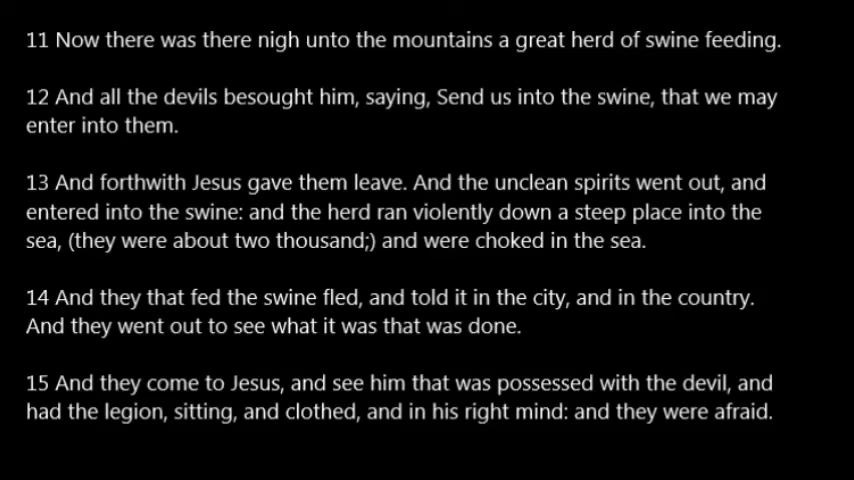 11 Now there was there nigh unto the mountains a great herd of swine feeding.
12 And all the devils besought him, saying, Send us into the swine, that we may
enter into them.
13 And forthwith Jesus gave them leave. And the unclean spirits went out, and
entered into the swine: and the herd ran violently down a steep place into the
sea, (they were about two thousand;) and were choked in the sea.
14 And they that fed the swine fled, and told it in the city, and in the country.
And they went out to see what it was that was done.
15 And they come to Jesus, and see him that was possessed with the devil, and
had the legion, sitting, and clothed, and in his right mind: and they were afraid.